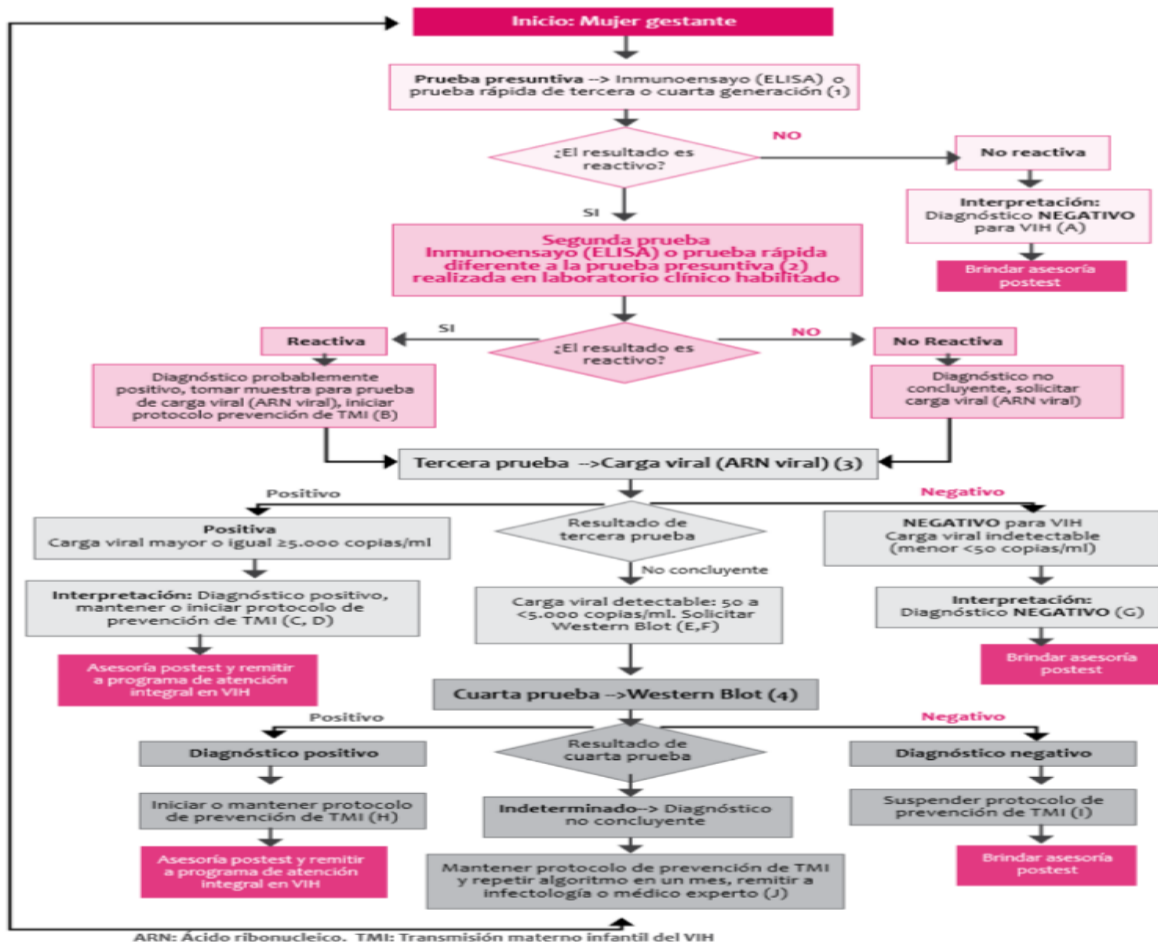 Inicio: Mujer gestante
Prueba presuntiva --> Inmunoensayo (ELISA) o
prueba rápida de tercera o cuarta generación (1)
¿El resultado es
reactivo?
NO
No reactiva
Interpretación:
Diagnóstico NEGATIVO
para VIH (A)
Brindar asesoría
postest
SI
Segunda prueba
Inmunoensayo (ELISA) o prueba rápida
diferente a la prueba presuntiva (2)
realizada en laboratorio clínico habilitado
¿El resultado es
reactivo?
SI
Reactiva
Diagnóstico probablemente
positivo, tomar muestra para prueba
de carga viral (ARN viral), iniciar
protocolo prevención de TMI (B)
NO
No Reactiva
Diagnóstico no
concluyente, solicitar
carga viral (ARN viral)
Tercera prueba -->Carga viral (ARN viral) (3)
Resultado de
tercera prueba
Positivo
Positiva
Carga viral mayor o igual ≥5.000 copias/ml
Interpretación: Diagnóstico positivo,
mantener o iniciar protocolo de
prevención de TMI (C, D)
Asesoría postest y remitir
a programa de atención
integral en VIH
No concluyente
Carga viral detectable: 50 a
<5.000 copias/ml. Solicitar
Western Blot (E,F)
Negativo
NEGATIVO para VIH
Carga viral indetectable
(menor <50 copias/ml)
Interpretación:
Diagnóstico NEGATIVO (G)
Brindar asesoría
postest
Cuarta prueba -->Western Blot (4)
Resultado de
cuarta prueba
Positivo
Diagnóstico positivo
Iniciar o mantener protocolo
de prevención de TMI (H)
Asesoría postest y remitir
a programa de atención
integral en VIH
Indeterminado--> Diagnóstico
no concluyente
Mantener protocolo de prevención de TMI
y repetir algoritmo en un mes, remitir a
infectología o médico experto (J)
Negativo
Diagnóstico negativo
Suspender protocolo de
prevención de TMI (I)
Brindar asesoría
postest
ARN: Ácido ribonucleico. TMI: Transmisión materno infantil del VIH